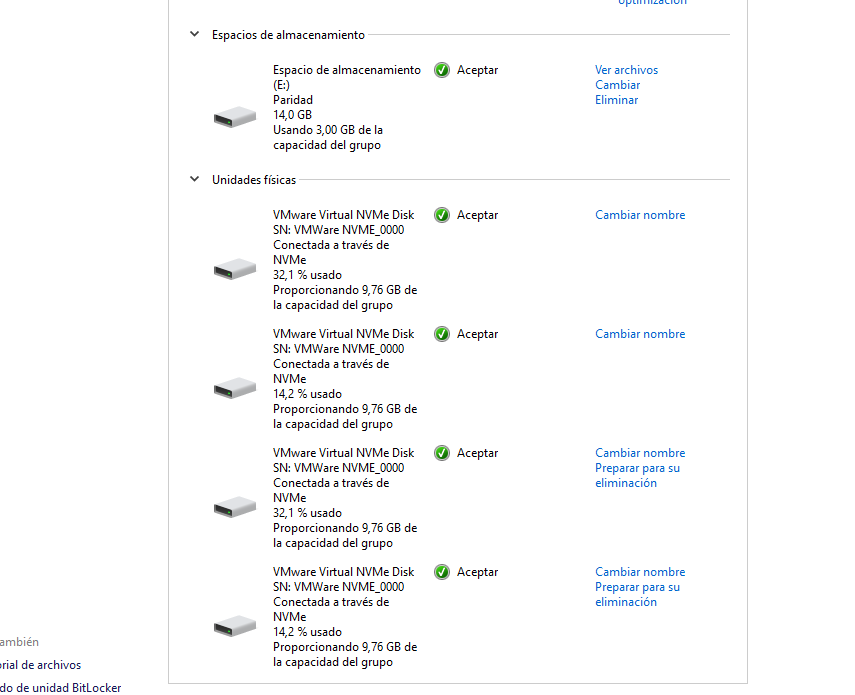 optimización
Espacios de almacenamiento
Espacio de almacenamiento
(E:)
Paridad
14,0 GB
Usando 3,00 GB de la
capacidad del grupo
Aceptar
Ver archivos
Cambiar
Eliminar
Unidades físicas
VMware Virtual NVMe Disk
SN: VMWare NVME_0000
Conectada a través de
NVMe
32,1 % usado
Proporcionando 9,76 GB de
la capacidad del grupo
Aceptar
Cambiar nombre
VMware Virtual NVMe Disk
SN: VMWare NVME_0000
Conectada a través de
NVMe
14,2 % usado
Proporcionando 9,76 GB de
la capacidad del grupo
Aceptar
Cambiar nombre
VMware Virtual NVMe Disk
SN: VMWare NVME_0000
Conectada a través de
NVMe
32,1 % usado
Proporcionando 9,76 GB de
la capacidad del grupo
Aceptar
Cambiar nombre
Preparar para su
eliminación
VMware Virtual NVMe Disk
SN: VMWare NVME_0000
Conectada a través de
NVMe
14,2 % usado
Proporcionando 9,76 GB de
la capacidad del grupo
Aceptar
Cambiar nombre
Preparar para su
eliminación
ambién
rial de archivos
do de unidad BitLocker